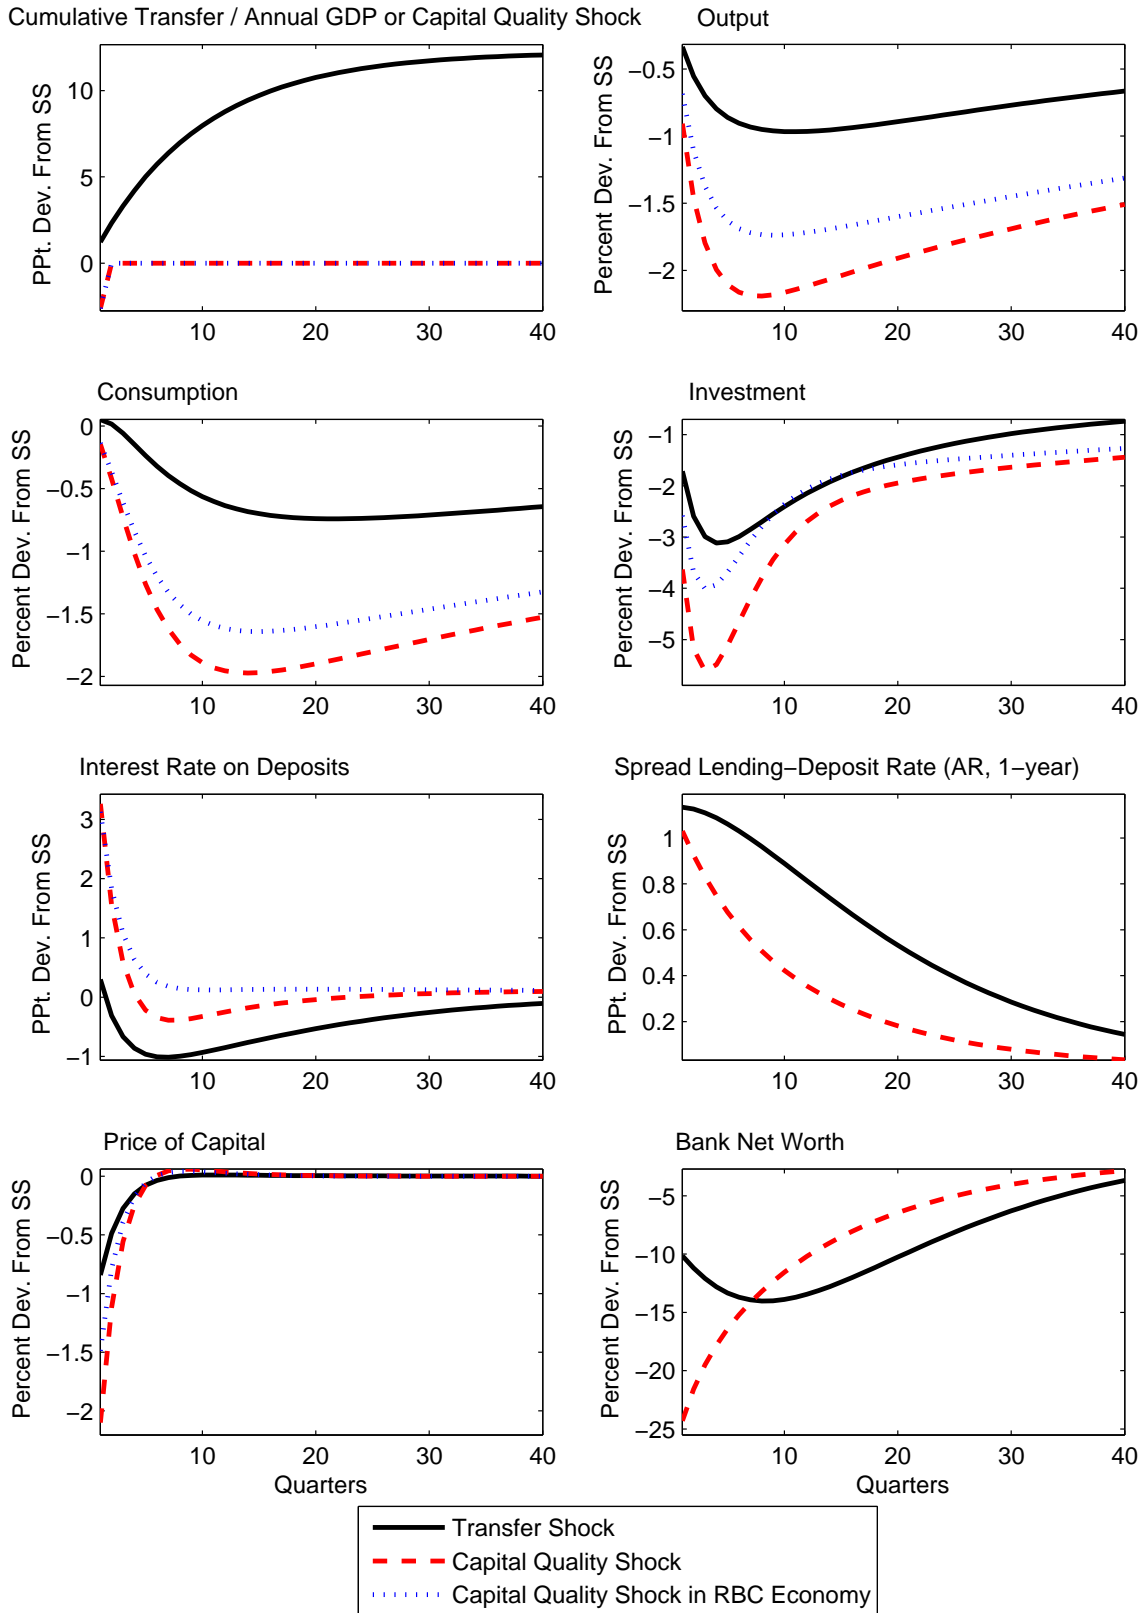 Cumulative Transfer / Annual GDP or Capital Quality Shock
PPt. Dev. From SS
10
5
0
10 20 30 40
Output
Percent Dev. From SS
−0.5
−1
−1.5
−2
10 20 30 40
Consumption
Percent Dev. From SS
0
−0.5
−1
−1.5
−2
10 20 30 40
Investment
Percent Dev. From SS
−1
−2
−3
−4
−5
10 20 30 40
Interest Rate on Deposits
PPt. Dev. From SS
3
2
1
0
−1
10 20 30 40
Spread Lending−Deposit Rate (AR, 1−year)
PPt. Dev. From SS
1
0.8
0.6
0.4
0.2
10 20 30 40
Price of Capital
Percent Dev. From SS
0
−0.5
−1
−1.5
−2
10 20 30 40
Quarters
Bank Net Worth
Percent Dev. From SS
−5
−10
−15
−20
−25
10 20 30 40
Quarters
Transfer Shock
Capital Quality Shock
Capital Quality Shock in RBC Economy